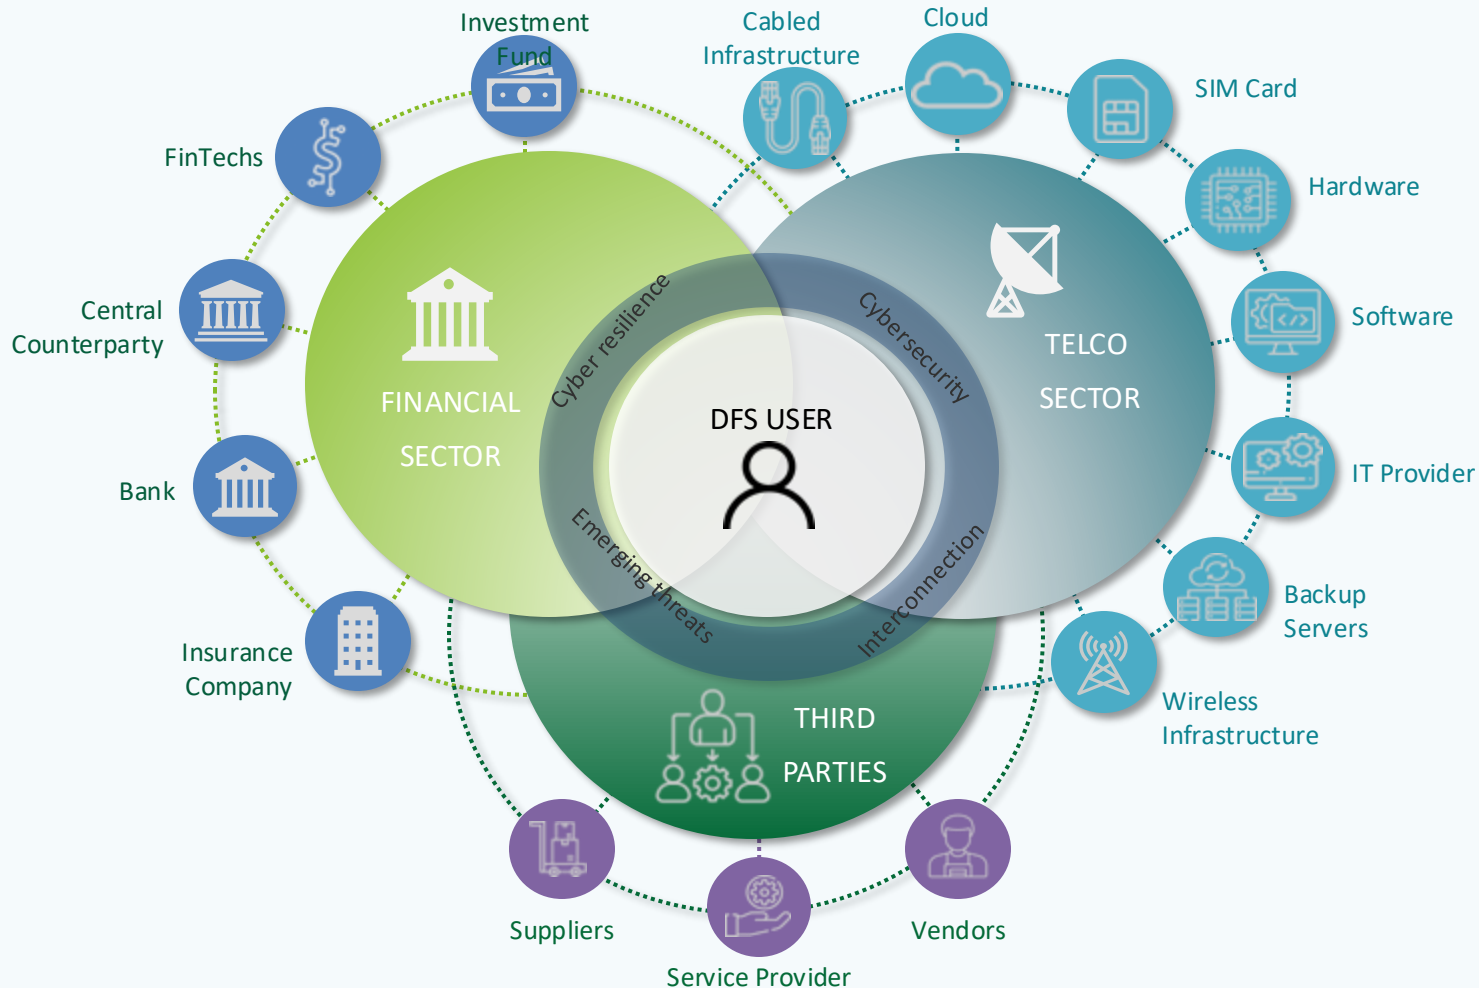 Investment
Fund
Cabled
Infrastructure
Cloud
SIM Card
FinTechs
Hardware
Central
Counterparty
Software
Cyber resilience
Cybersecurity
TELCO
SECTOR
FINANCIAL
SECTOR
DFS USER
Bank
IT Provider
Emerging threats
Interconnection
Backup
Servers
Insurance
Company
Wireless
Infrastructure
THIRD
PARTIES
Suppliers
Vendors
Service Provider